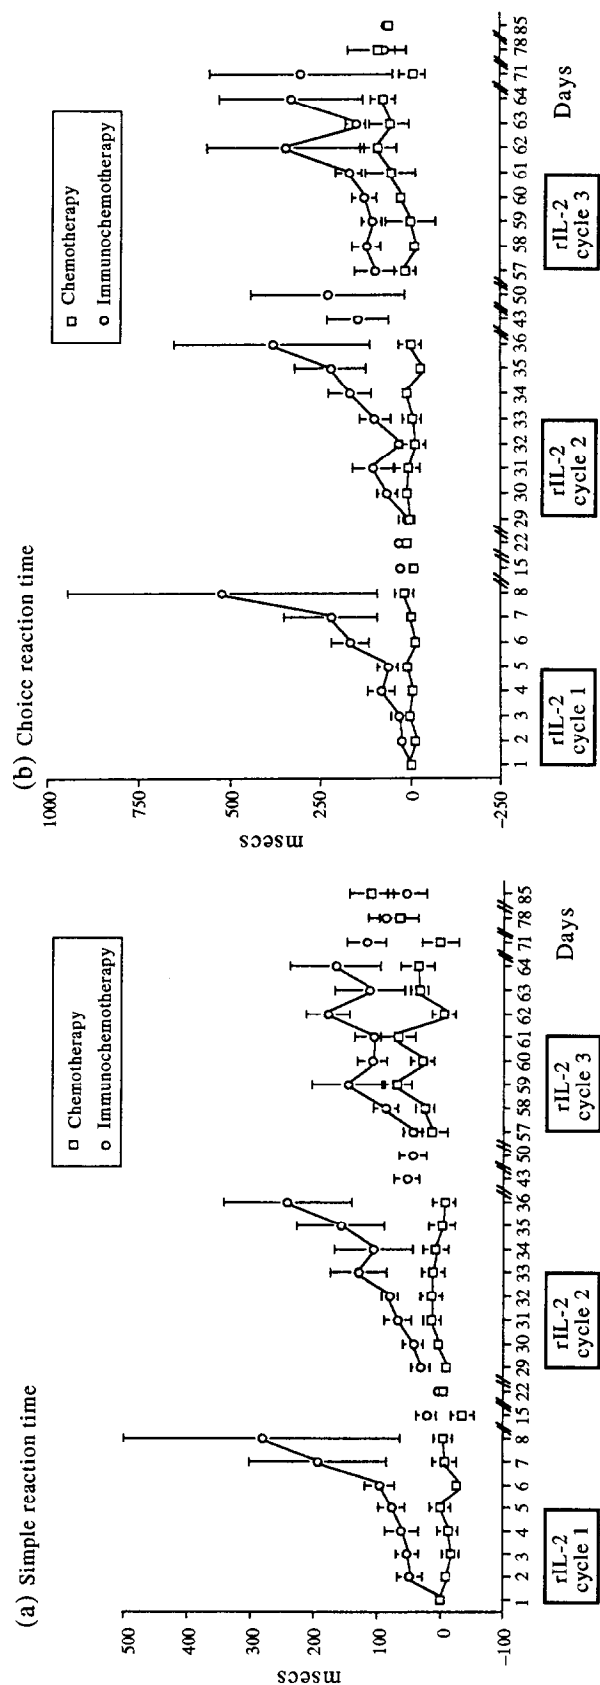 (a) Simple reaction time
□ Chemotherapy
○ Immunochemotherapy
500
400
300
200
100
0
−100
msecs
1 2 3 4 5 6 7 8 15 22 29 30 31 32 33 34 35 36 43 50 57 58 59 60 61 62 63 64 71 78 85
rIL-2
cycle 1
rIL-2
cycle 2
rIL-2
cycle 3
Days
(b) Choicc reaction time
□ Chemotherapy
○ Immunochemotherapy
1000
750
500
250
0
−250
msecs
1 2 3 4 5 6 7 8 15 22 29 30 31 32 33 34 35 36 43 50 57 58 59 60 61 62 63 64 71 78 85
rIL-2
cycle 1
rIL-2
cycle 2
rIL-2
cycle 3
Days